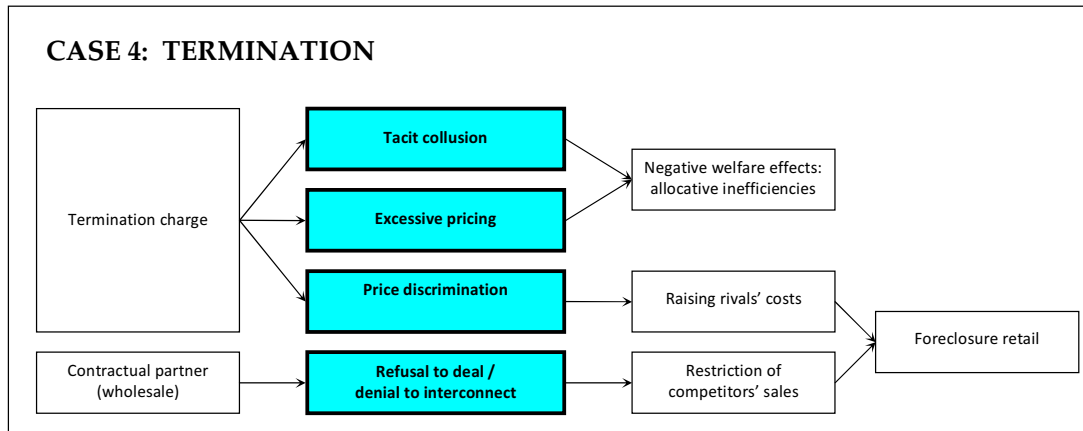 CASE 4: TERMINATION
Termination charge
Tacit collusion
Excessive pricing
Price discrimination
Negative welfare effects:
allocative inefficiencies
Raising rivals’ costs
Foreclosure retail
Contractual partner
(wholesale)
Refusal to deal /
denial to interconnect
Restriction of
competitors’ sales